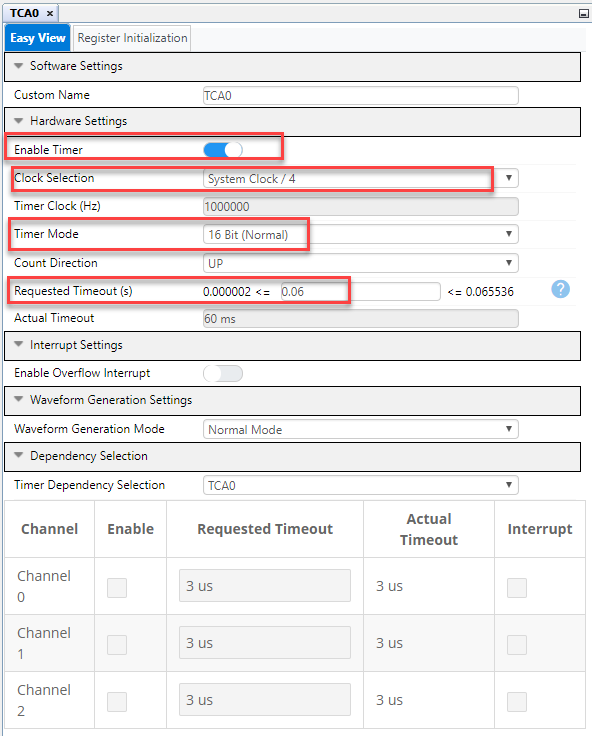 TCA0 ×
Easy View Register Initialization
Software Settings
Custom Name TCA0
Hardware Settings
Enable Timer
Clock Selection System Clock / 4
Timer Clock (Hz) 1000000
Timer Mode 16 Bit (Normal)
Count Direction UP
Requested Timeout (s) 0.000002 <= 0.06 <= 0.065536 ?
Actual Timeout 60 ms
Interrupt Settings
Enable Overflow Interrupt
Waveform Generation Settings
Waveform Generation Mode Normal Mode
Dependency Selection
Timer Dependency Selection TCA0
Channel Enable Requested Timeout Actual Timeout Interrupt
Channel 0 3 us 3 us
Channel 1 3 us 3 us
Channel 2 3 us 3 us